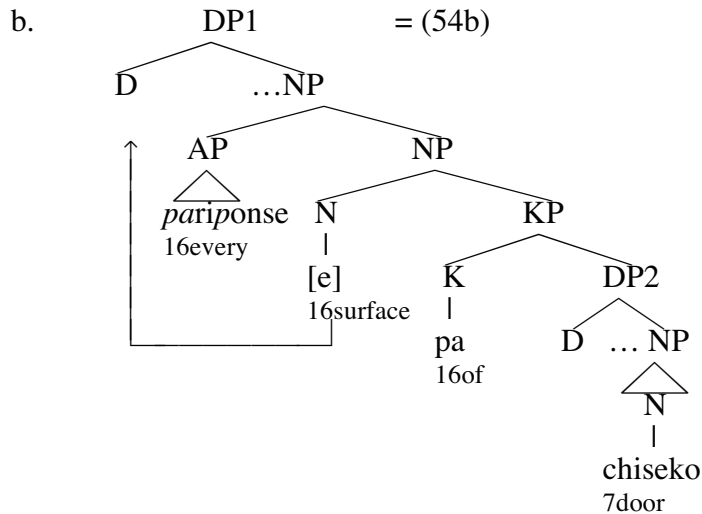 b. DP1 = (54b)
D …NP
AP NP
pariponse N KP
16every
[e] K DP2
16surface
pa D … NP
16of
N
chiseko
7door